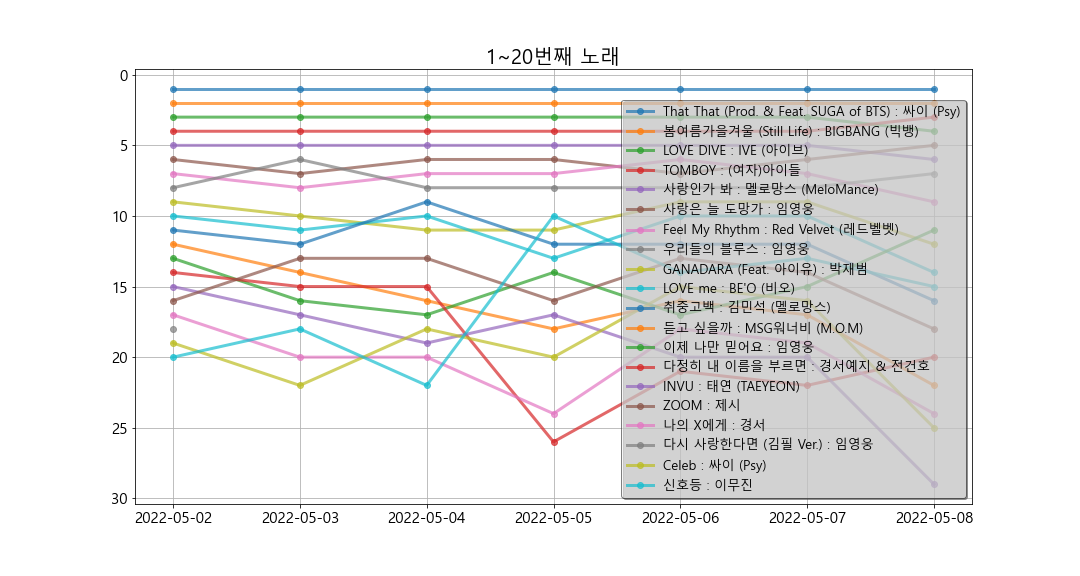 1~20번째 노래
0
5
10
15
20
25
30
That That (Prod. & Feat. SUGA of BTS) : 싸이 (Psy)
봄여름가을겨울 (Still Life) : BIGBANG (빅뱅)
LOVE DIVE : IVE (아이브)
TOMBOY : (여자)아이들
사랑인가 봐 : 멜로망스 (MeloMance)
사랑은 늘 도망가 : 임영웅
Feel My Rhythm : Red Velvet (레드벨벳)
우리들의 블루스 : 임영웅
GANADARA (Feat. 아이유) : 박재범
LOVE me : BE'O (비오)
취중고백 : 김민석 (멜로망스)
듣고 싶을까 : MSG워너비 (M.O.M)
이제 나만 믿어요 : 임영웅
다정히 내 이름을 부르면 : 경서예지 & 전건호
INVU : 태연 (TAEYEON)
ZOOM : 제시
나의 X에게 : 경서
다시 사랑한다면 (김필 Ver.) : 임영웅
Celeb : 싸이 (Psy)
신호등 : 이무진
2022-05-02 2022-05-03 2022-05-04 2022-05-05 2022-05-06 2022-05-07 2022-05-08